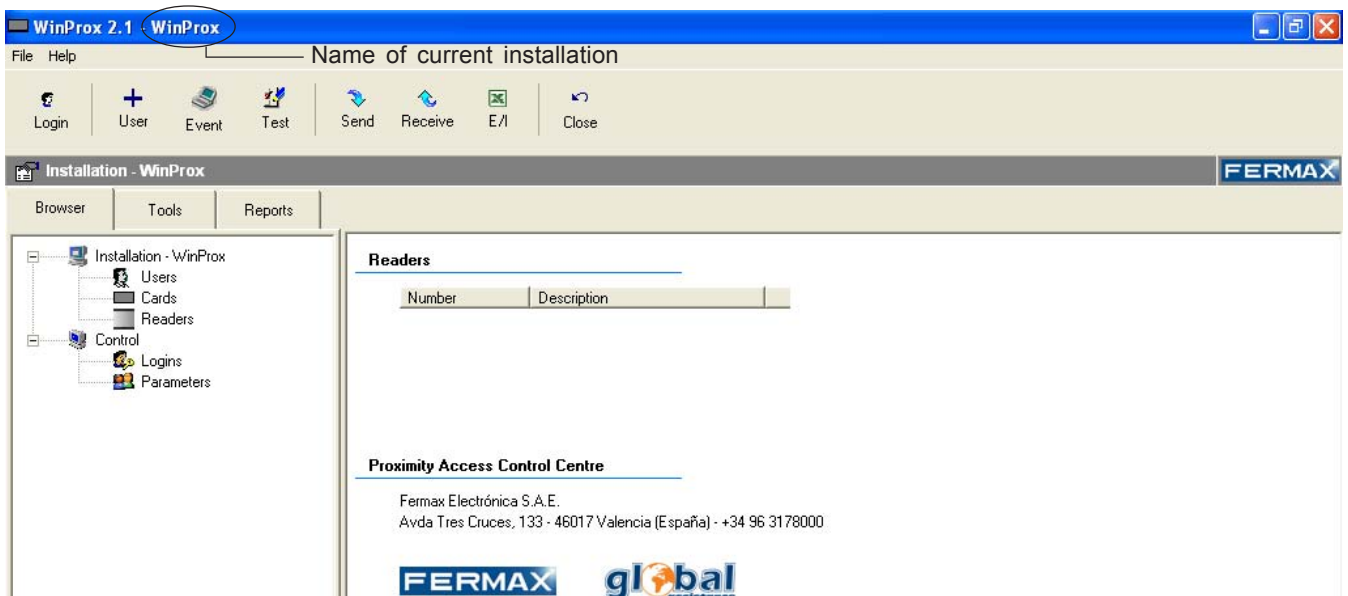 WinProx 2.1 - WinProx
Name of current installation
File Help
Login User Event Test Send Receive E/I Close
Installation - WinProx FERMAX
Browser Tools Reports
Installation - WinProx
Users
Cards
Readers
Control
Logins
Parameters
Readers
Number Description
Proximity Access Control Centre
Fermax Electrónica S.A.E.
Avda Tres Cruces, 133 - 46017 Valencia (España) - +34 96 3178000
FERMAX global